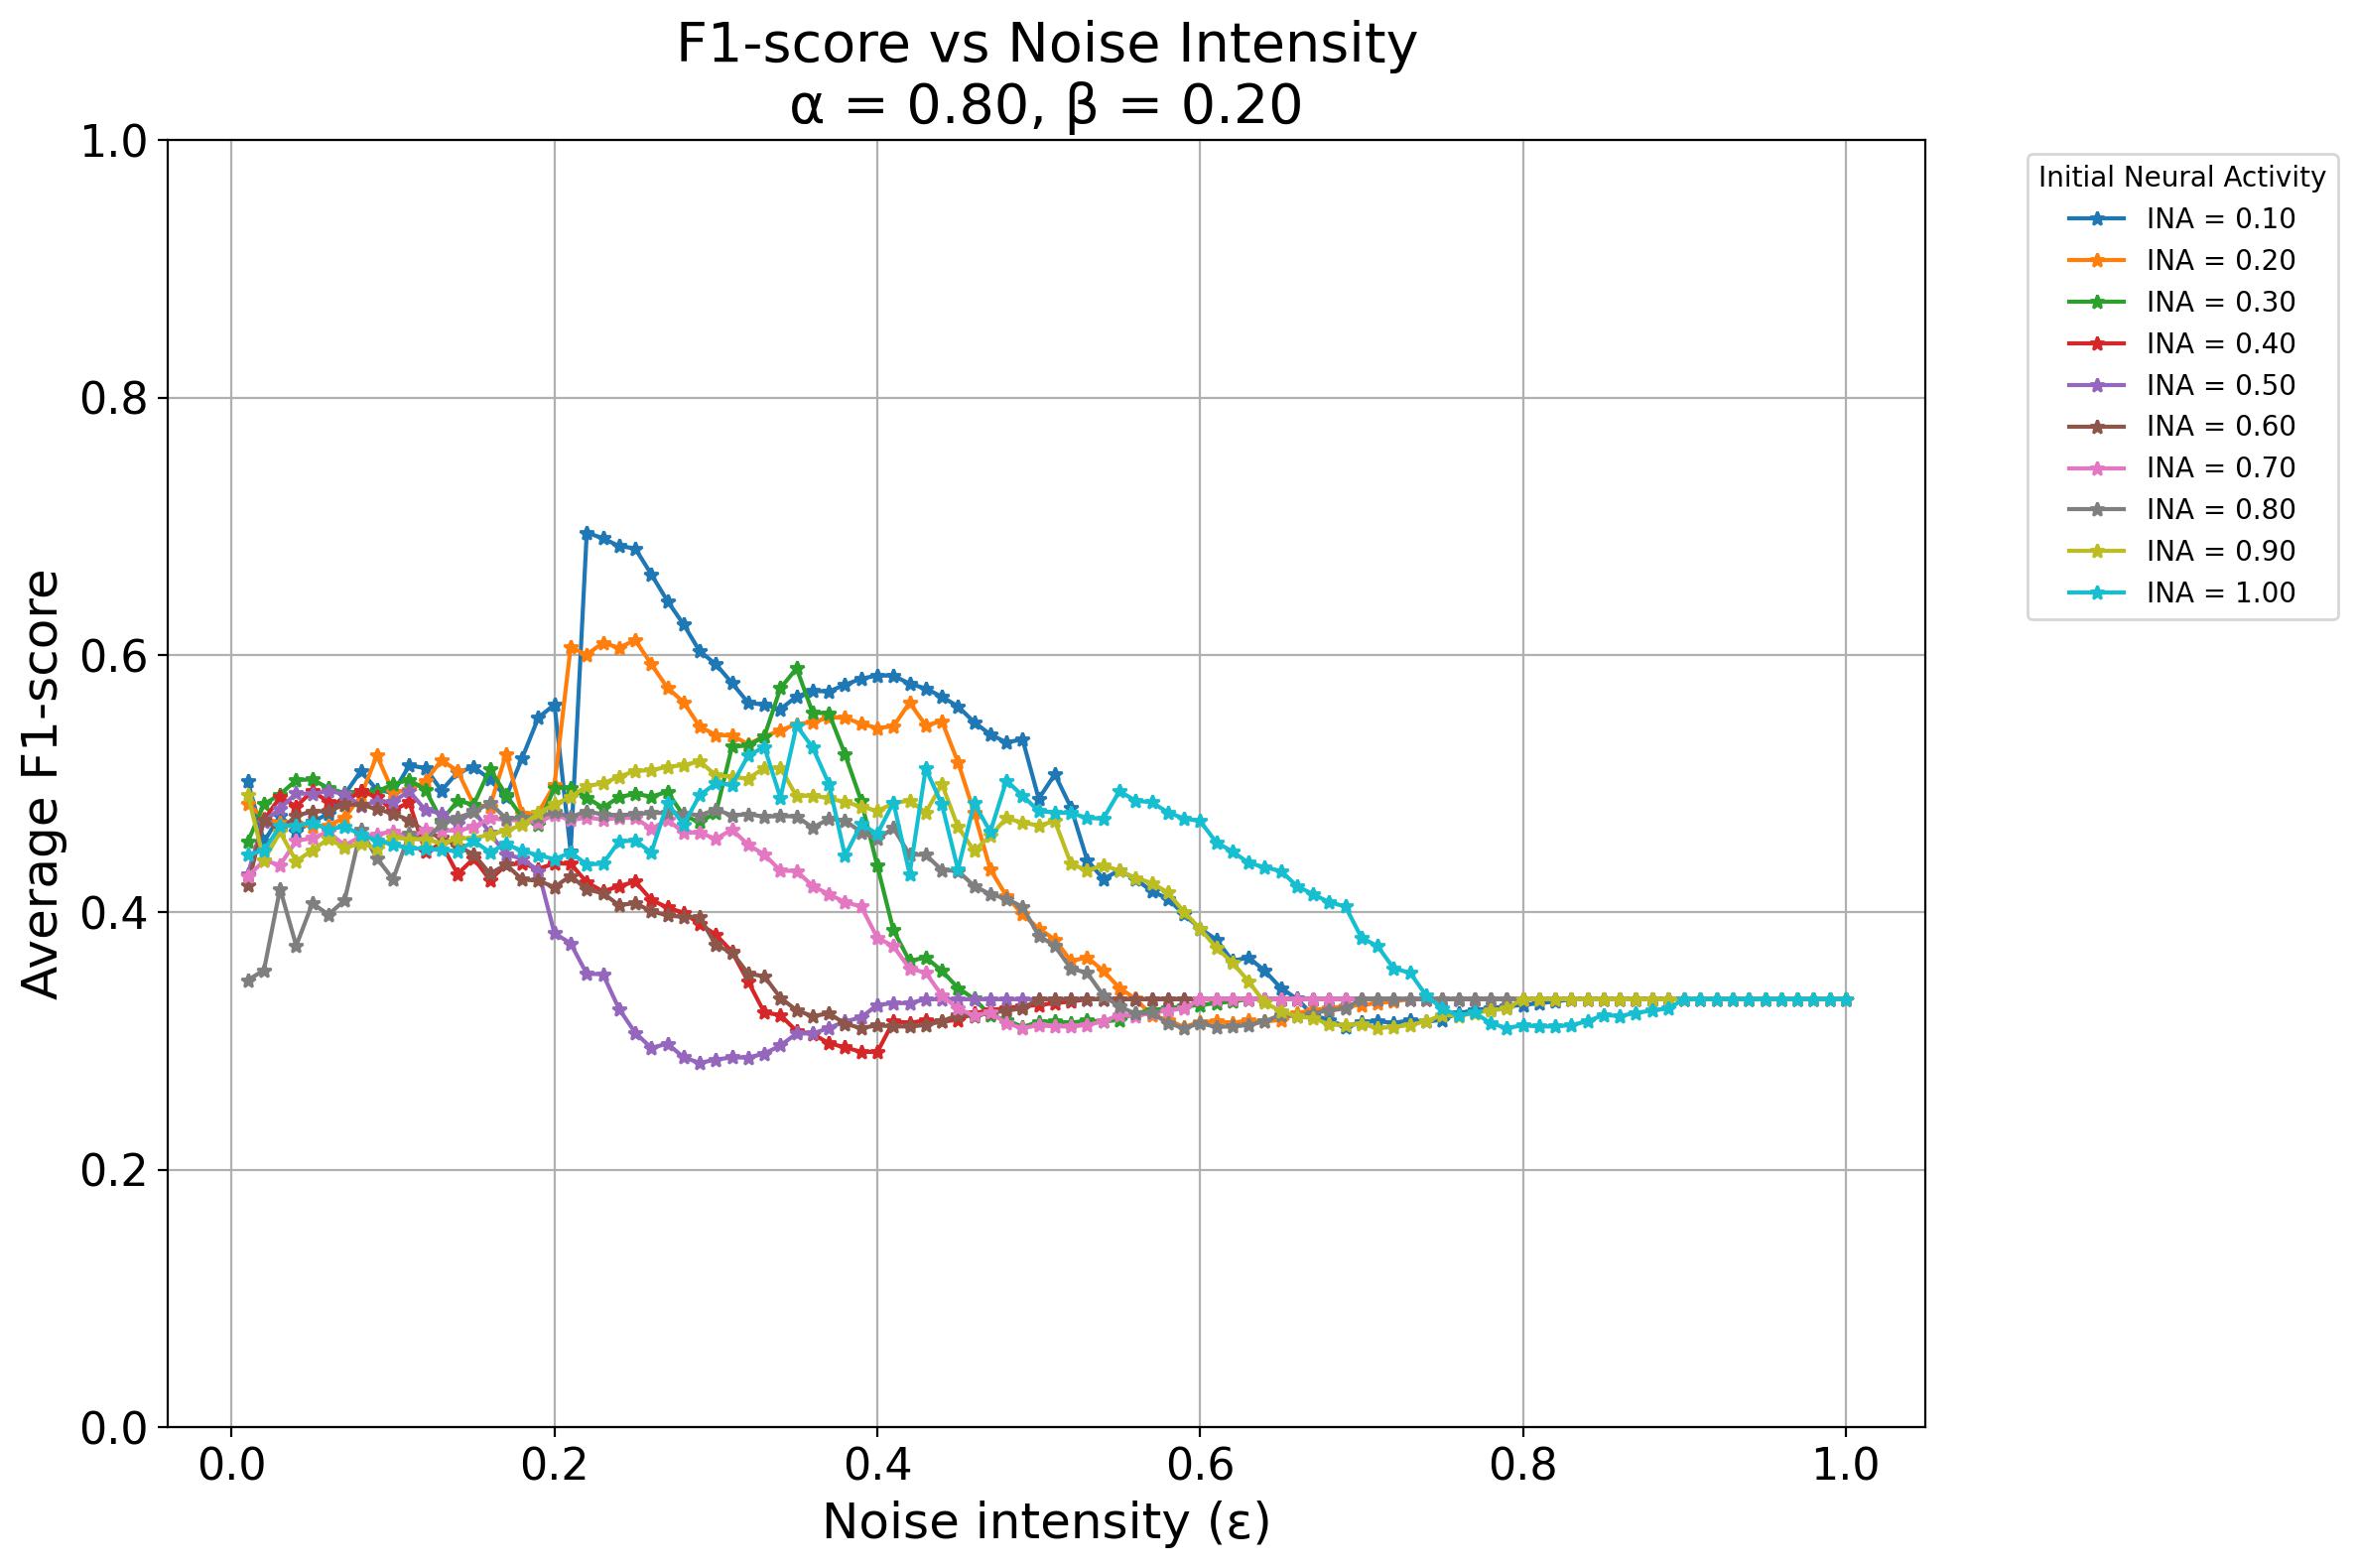 F1-score vs Noise Intensity
α = 0.80, β = 0.20
1.0
0.8
0.6
0.4
0.2
0.0
Average F1-score
0.0
0.2
0.4
0.6
0.8
1.0
Noise intensity (ε)
Initial Neural Activity
INA = 0.10
INA = 0.20
INA = 0.30
INA = 0.40
INA = 0.50
INA = 0.60
INA = 0.70
INA = 0.80
INA = 0.90
INA = 1.00